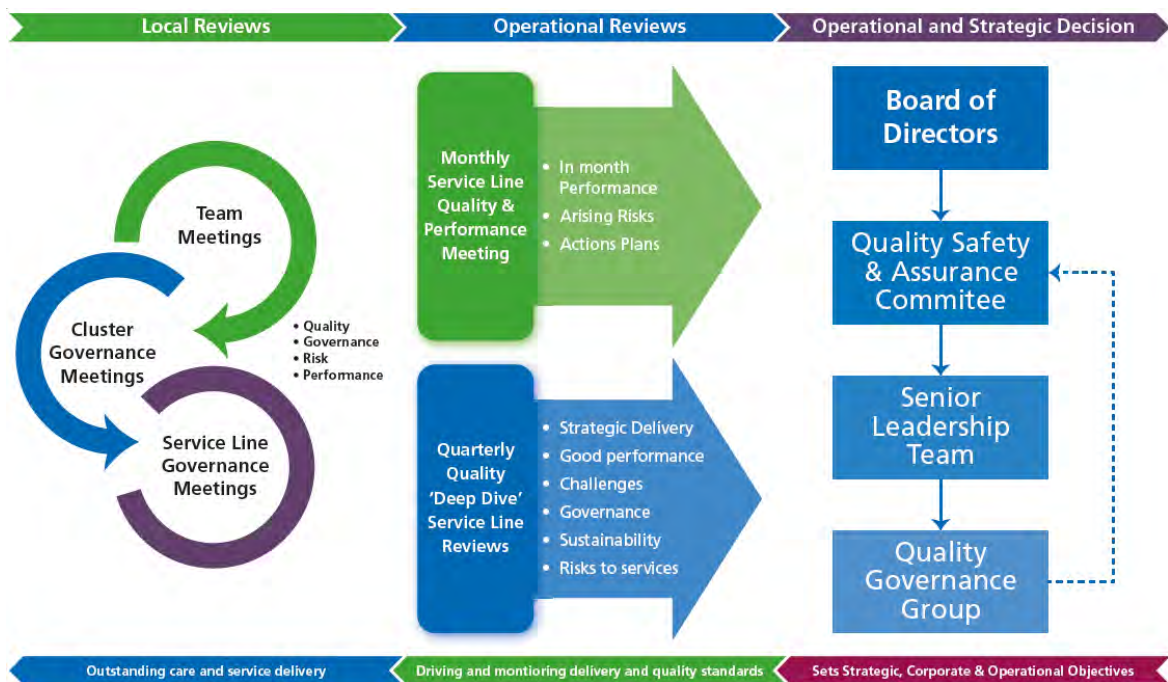 Local Reviews
Operational Reviews
Operational and Strategic Decision
Team
Meetings
Cluster
Governance
Meetings
• Quality
• Governance
• Risk
• Performance
Service Line
Governance
Meetings
Monthly
Service Line
Quality &
Performance
Meeting
• In month
Performance
• Arising Risks
• Actions Plans
Quarterly
Quality
‘Deep Dive’
Service Line
Reviews
• Strategic Delivery
• Good performance
• Challenges
• Governance
• Sustainability
• Risks to services
Board of
Directors
Quality Safety
& Assurance
Commitee
Senior
Leadership
Team
Quality
Governance
Group
Outstanding care and service delivery
Driving and montioring delivery and quality standards
Sets Strategic, Corporate & Operational Objectives